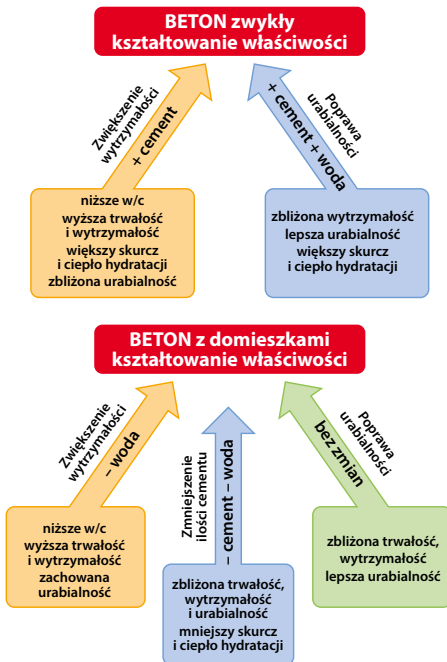 BETON zwykły
kształtowanie właściwości
Zwiększenie
wytrzymałości
+ cement
niższe w/c
wyższa trwałość
i wytrzymałość
większy skurcz
i ciepło hydratacji
zbliżona urabialność
+ cement + woda
Poprawa
urabialności
zbliżona wytrzymałość
lepsza urabialność
większy skurcz
i ciepło hydratacji
BETON z domieszkami
kształtowanie właściwości
Zwiększenie
wytrzymałości
– woda
niższe w/c
wyższa trwałość
i wytrzymałość
zachowana
urabialność
Zmniejszenie
ilości cementu
– cement – woda
zbliżona trwałość,
wytrzymałość
i urabialność
mniejszy skurcz
i ciepło hydratacji
bez zmian
Poprawa
urabialności
zbliżona trwałość,
wytrzymałość
lepsza urabialność